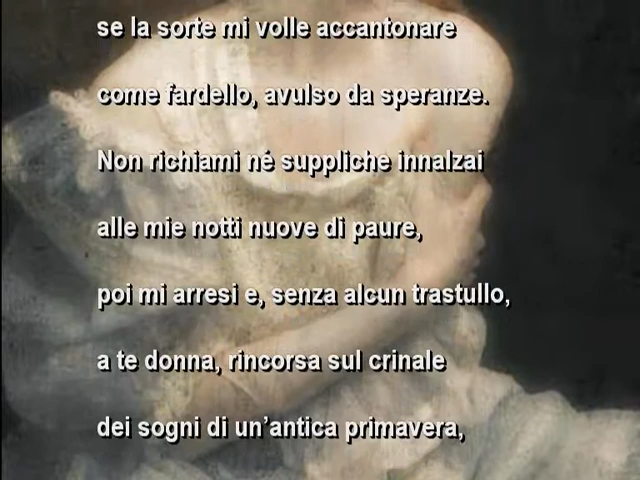 se la sorte mi volle accantonare
come fardello, avulso da speranze.
Non richiami nè suppliche innalzai
alle mie notti nuove di paure,
poi mi arresi e, senza alcun trastullo,
a te donna, rincorsa sul crinale
dei sogni di un'antica primavera,